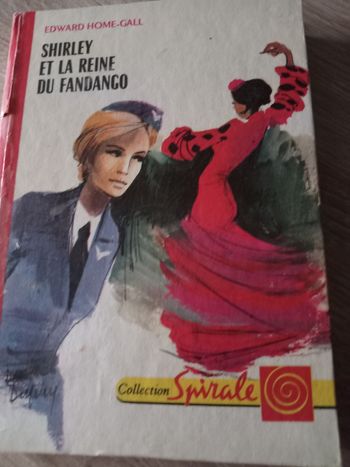 EDWARD HOME-GALL
SHIRLEY
ET LA REINE
DU FANDANGO
Collection Spirale